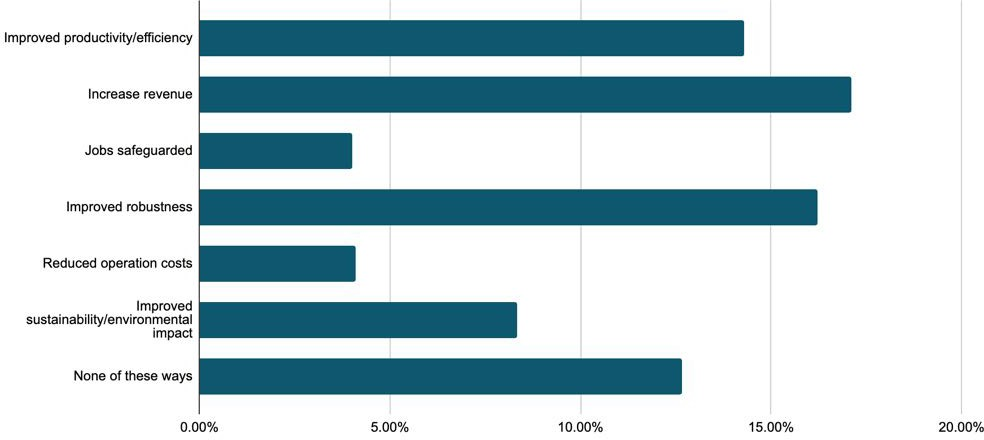 Improved productivity/efficiency
Increase revenue
Jobs safeguarded
Improved robustness
Reduced operation costs
Improved
sustainability/environmental
impact
None of these ways
0.00% 5.00% 10.00% 15.00% 20.00%